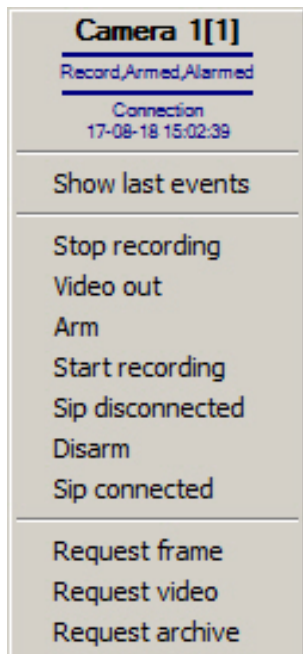 Camera 1[1]
Record,Armed,Alarmed
Connection
17-08-18 15:02:39
Show last events
Stop recording
Video out
Arm
Start recording
Sip disconnected
Disarm
Sip connected
Request frame
Request video
Request archive